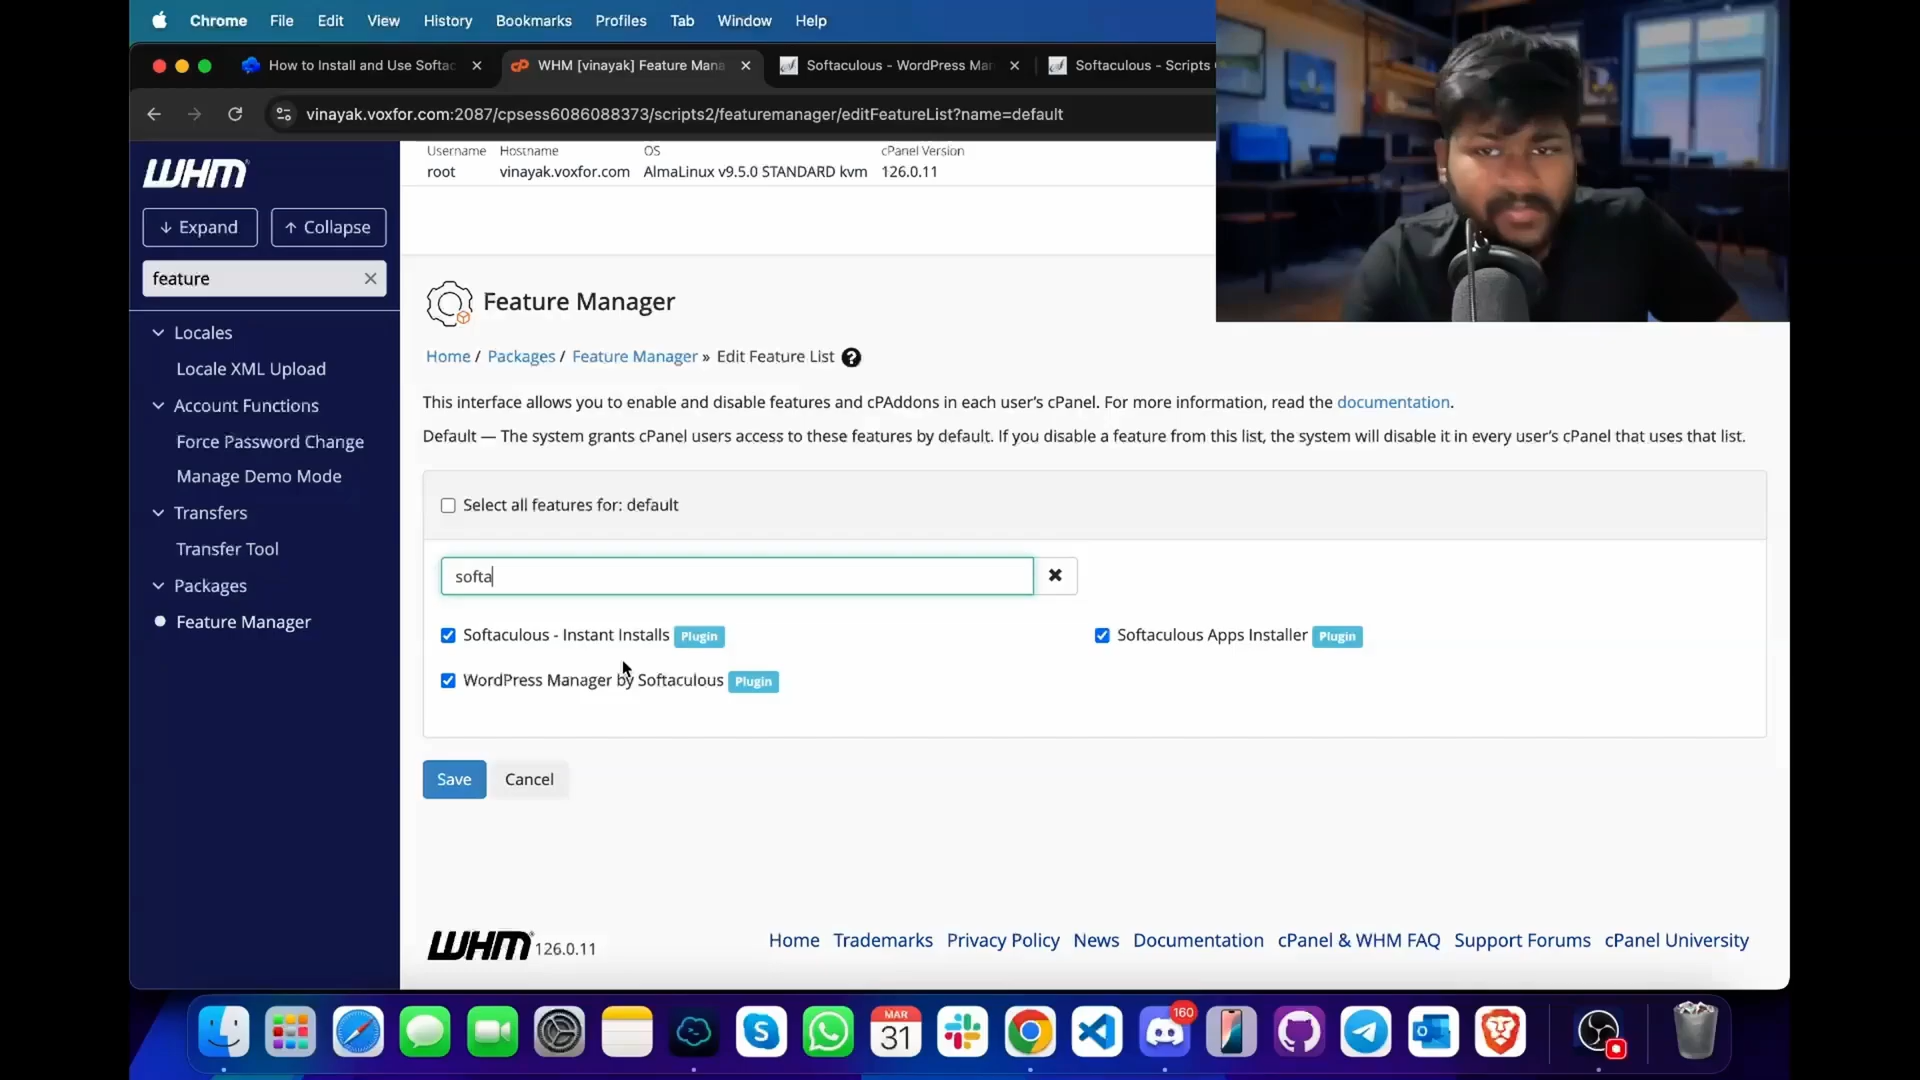 Chrome File Edit View History Bookmarks Profiles Tab Window Help
How to Install and Use Softac
WHM [vinayak] Feature Mana
Softaculous - WordPress Man
Softaculous - Scripts
vinayak.voxfor.com:2087/cpsess6086088373/scripts2/featuremanager/editFeatureList?name=default
WHM
Username Hostname OS cPanel Version
root vinayak.voxfor.com AlmaLinux v9.5.0 STANDARD kvm 126.0.11
Expand Collapse
feature
Locales
Locale XML Upload
Account Functions
Force Password Change
Manage Demo Mode
Transfers
Transfer Tool
Packages
Feature Manager
Feature Manager
Home / Packages / Feature Manager » Edit Feature List ?
This interface allows you to enable and disable features and cPAddons in each user's cPanel. For more information, read the documentation.
Default — The system grants cPanel users access to these features by default. If you disable a feature from this list, the system will disable it in every user's cPanel that uses that list.
Select all features for: default
softa
Softaculous - Instant Installs Plugin
Softaculous Apps Installer Plugin
WordPress Manager by Softaculous Plugin
Save Cancel
WHM 126.0.11
Home Trademarks Privacy Policy News Documentation cPanel & WHM FAQ Support Forums cPanel University
MAR
31
160